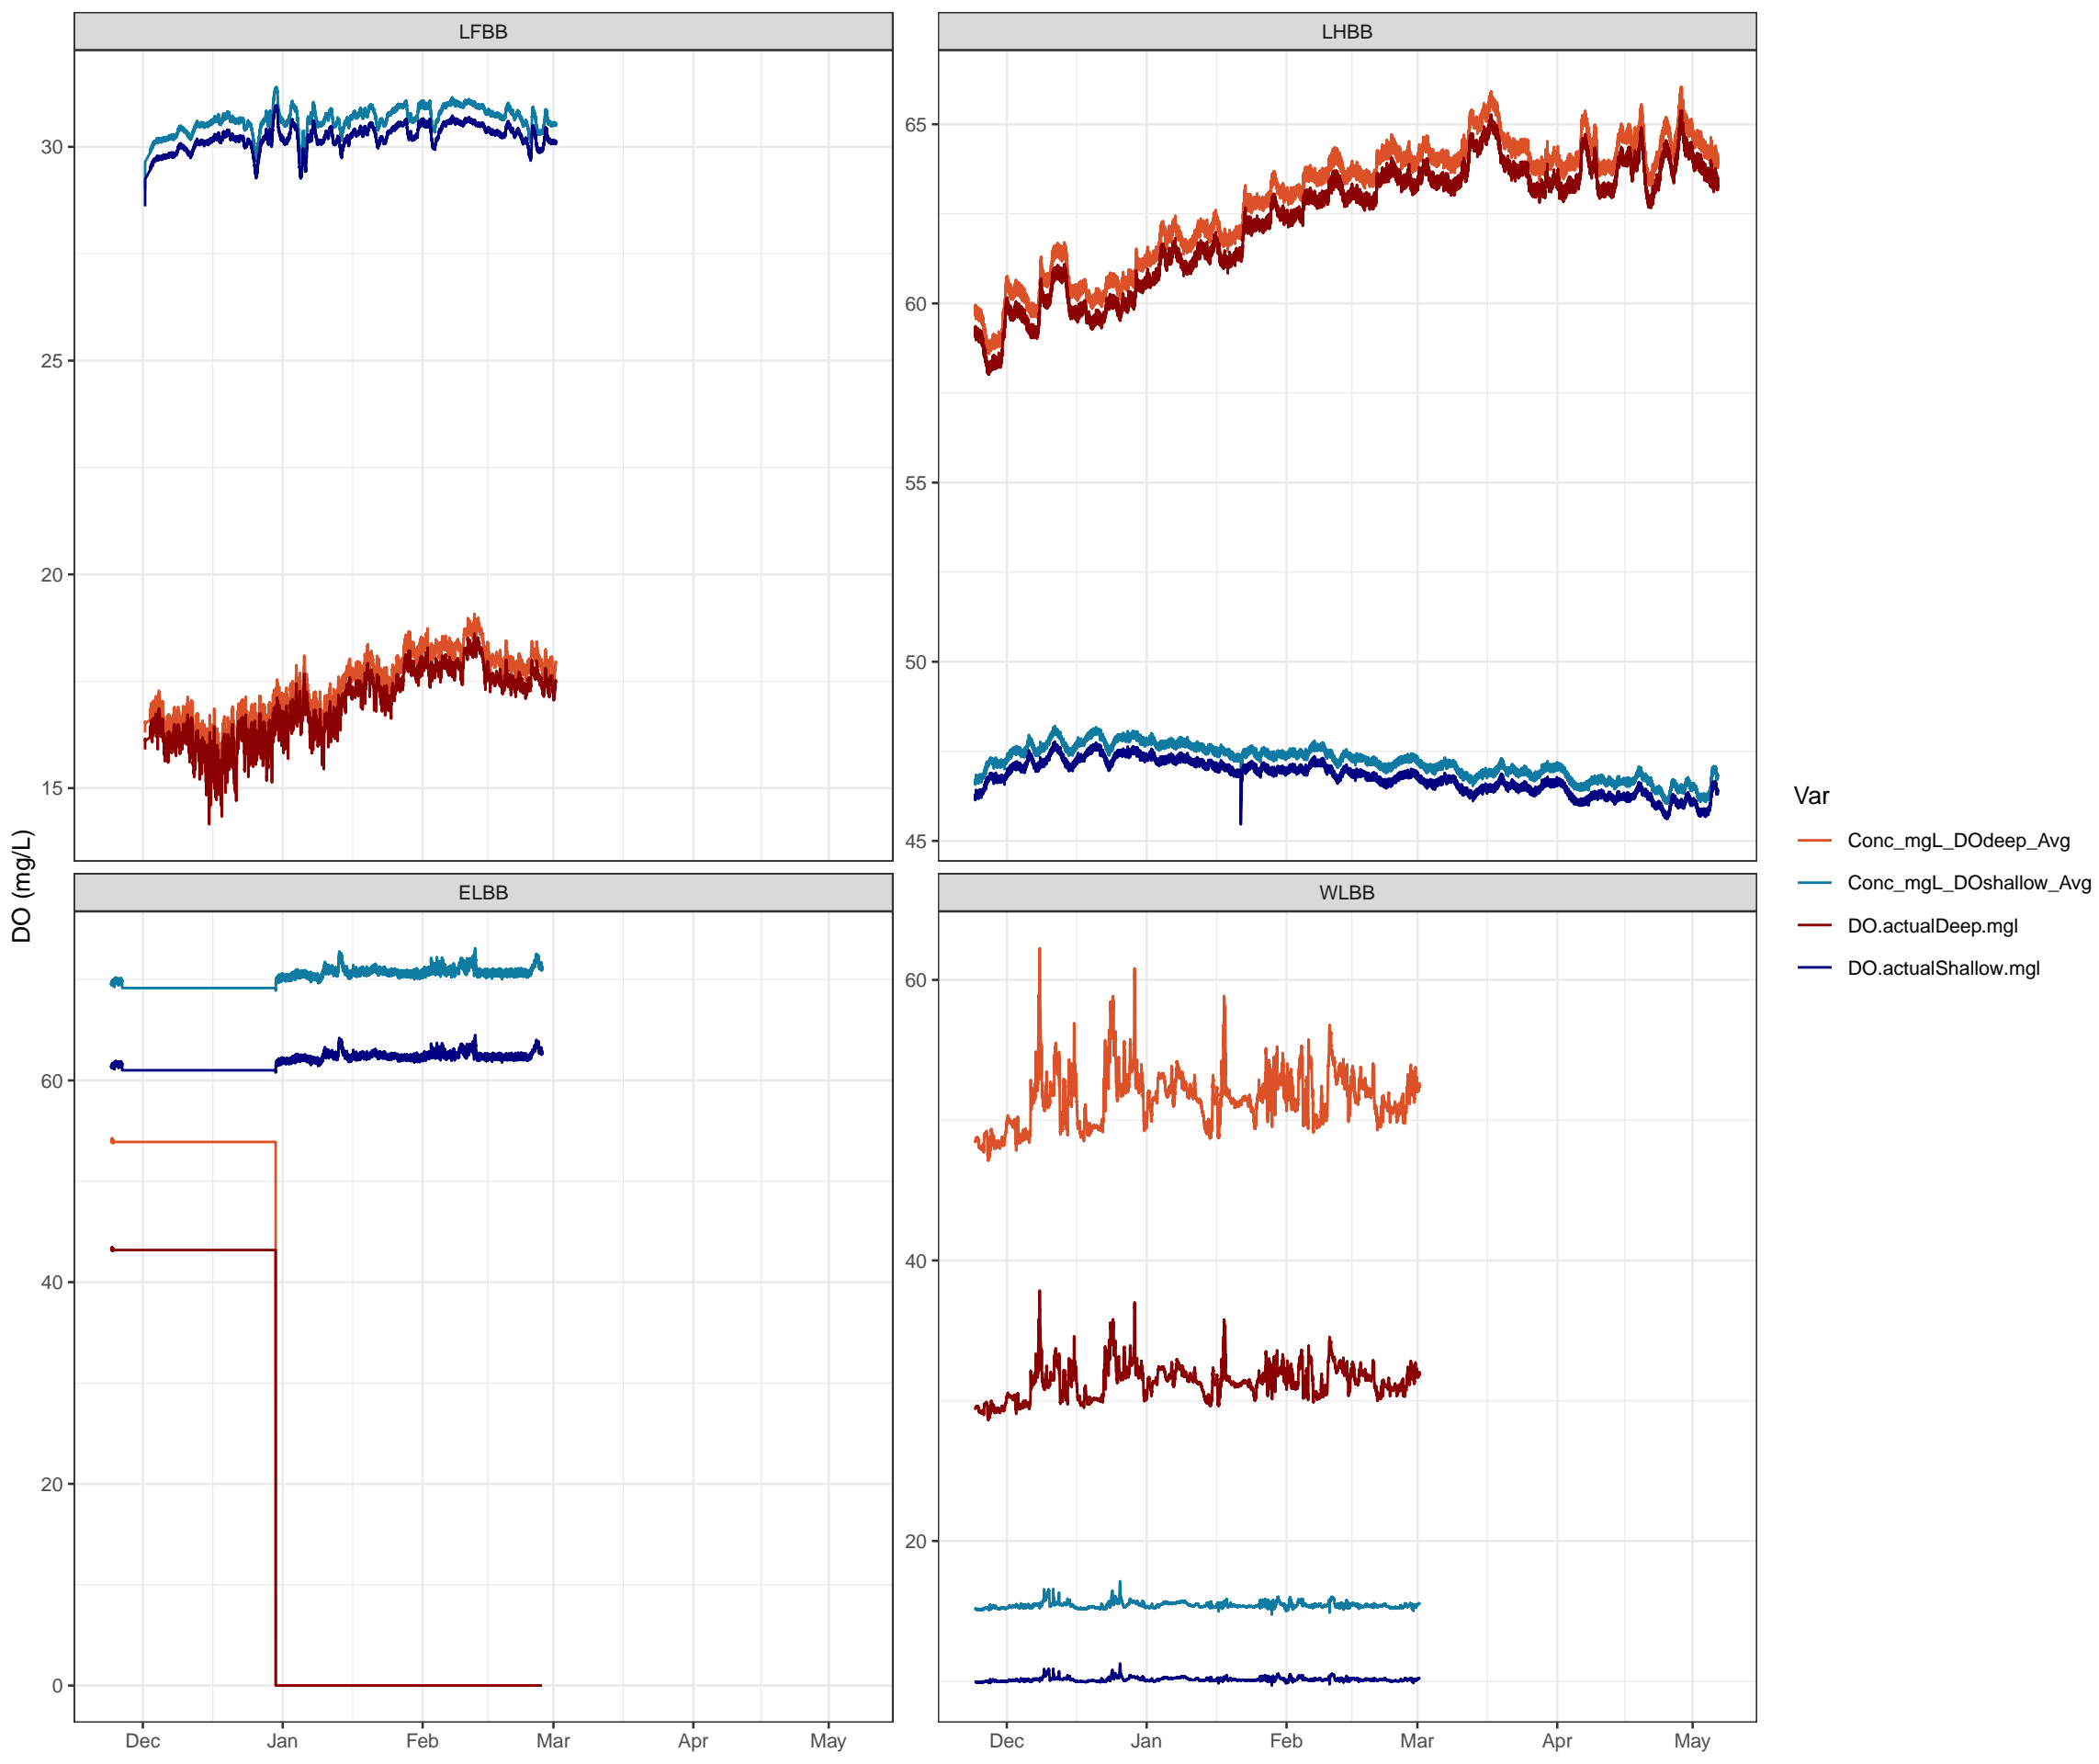 LFBB
LHBB
30
25
20
15
65
60
55
50
45
DO (mg/L)
ELBB
WLBB
60
40
20
0
60
40
20
Dec Jan Feb Mar Apr May
Dec Jan Feb Mar Apr May
Var
Conc_mgL_DOdeep_Avg
Conc_mgL_DOshallow_Avg
DO.actualDeep.mgl
DO.actualShallow.mgl